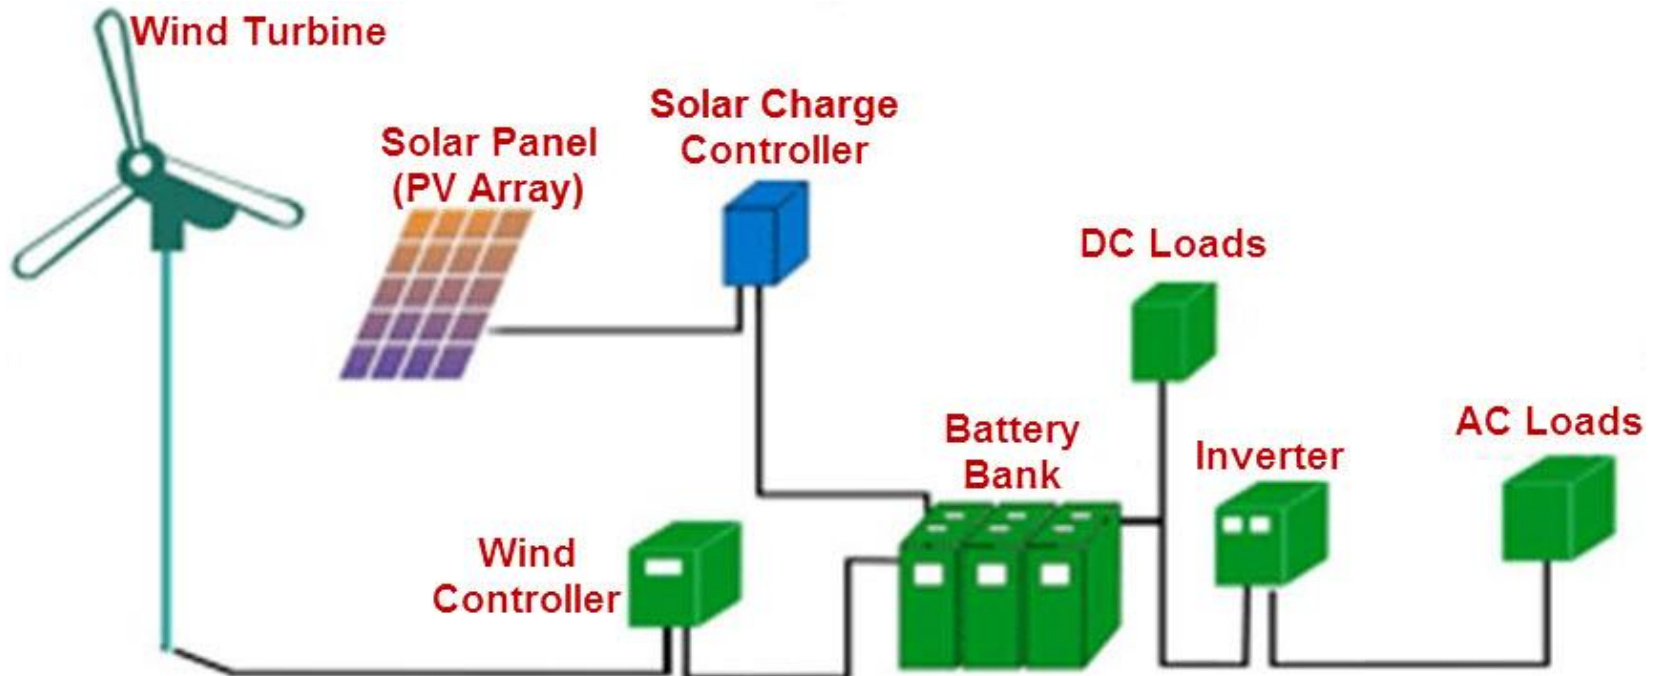 Wind Turbine
Solar Charge
Controller
Solar Panel
(PV Array)
DC Loads
Battery
Bank
Inverter
AC Loads
Wind
Controller